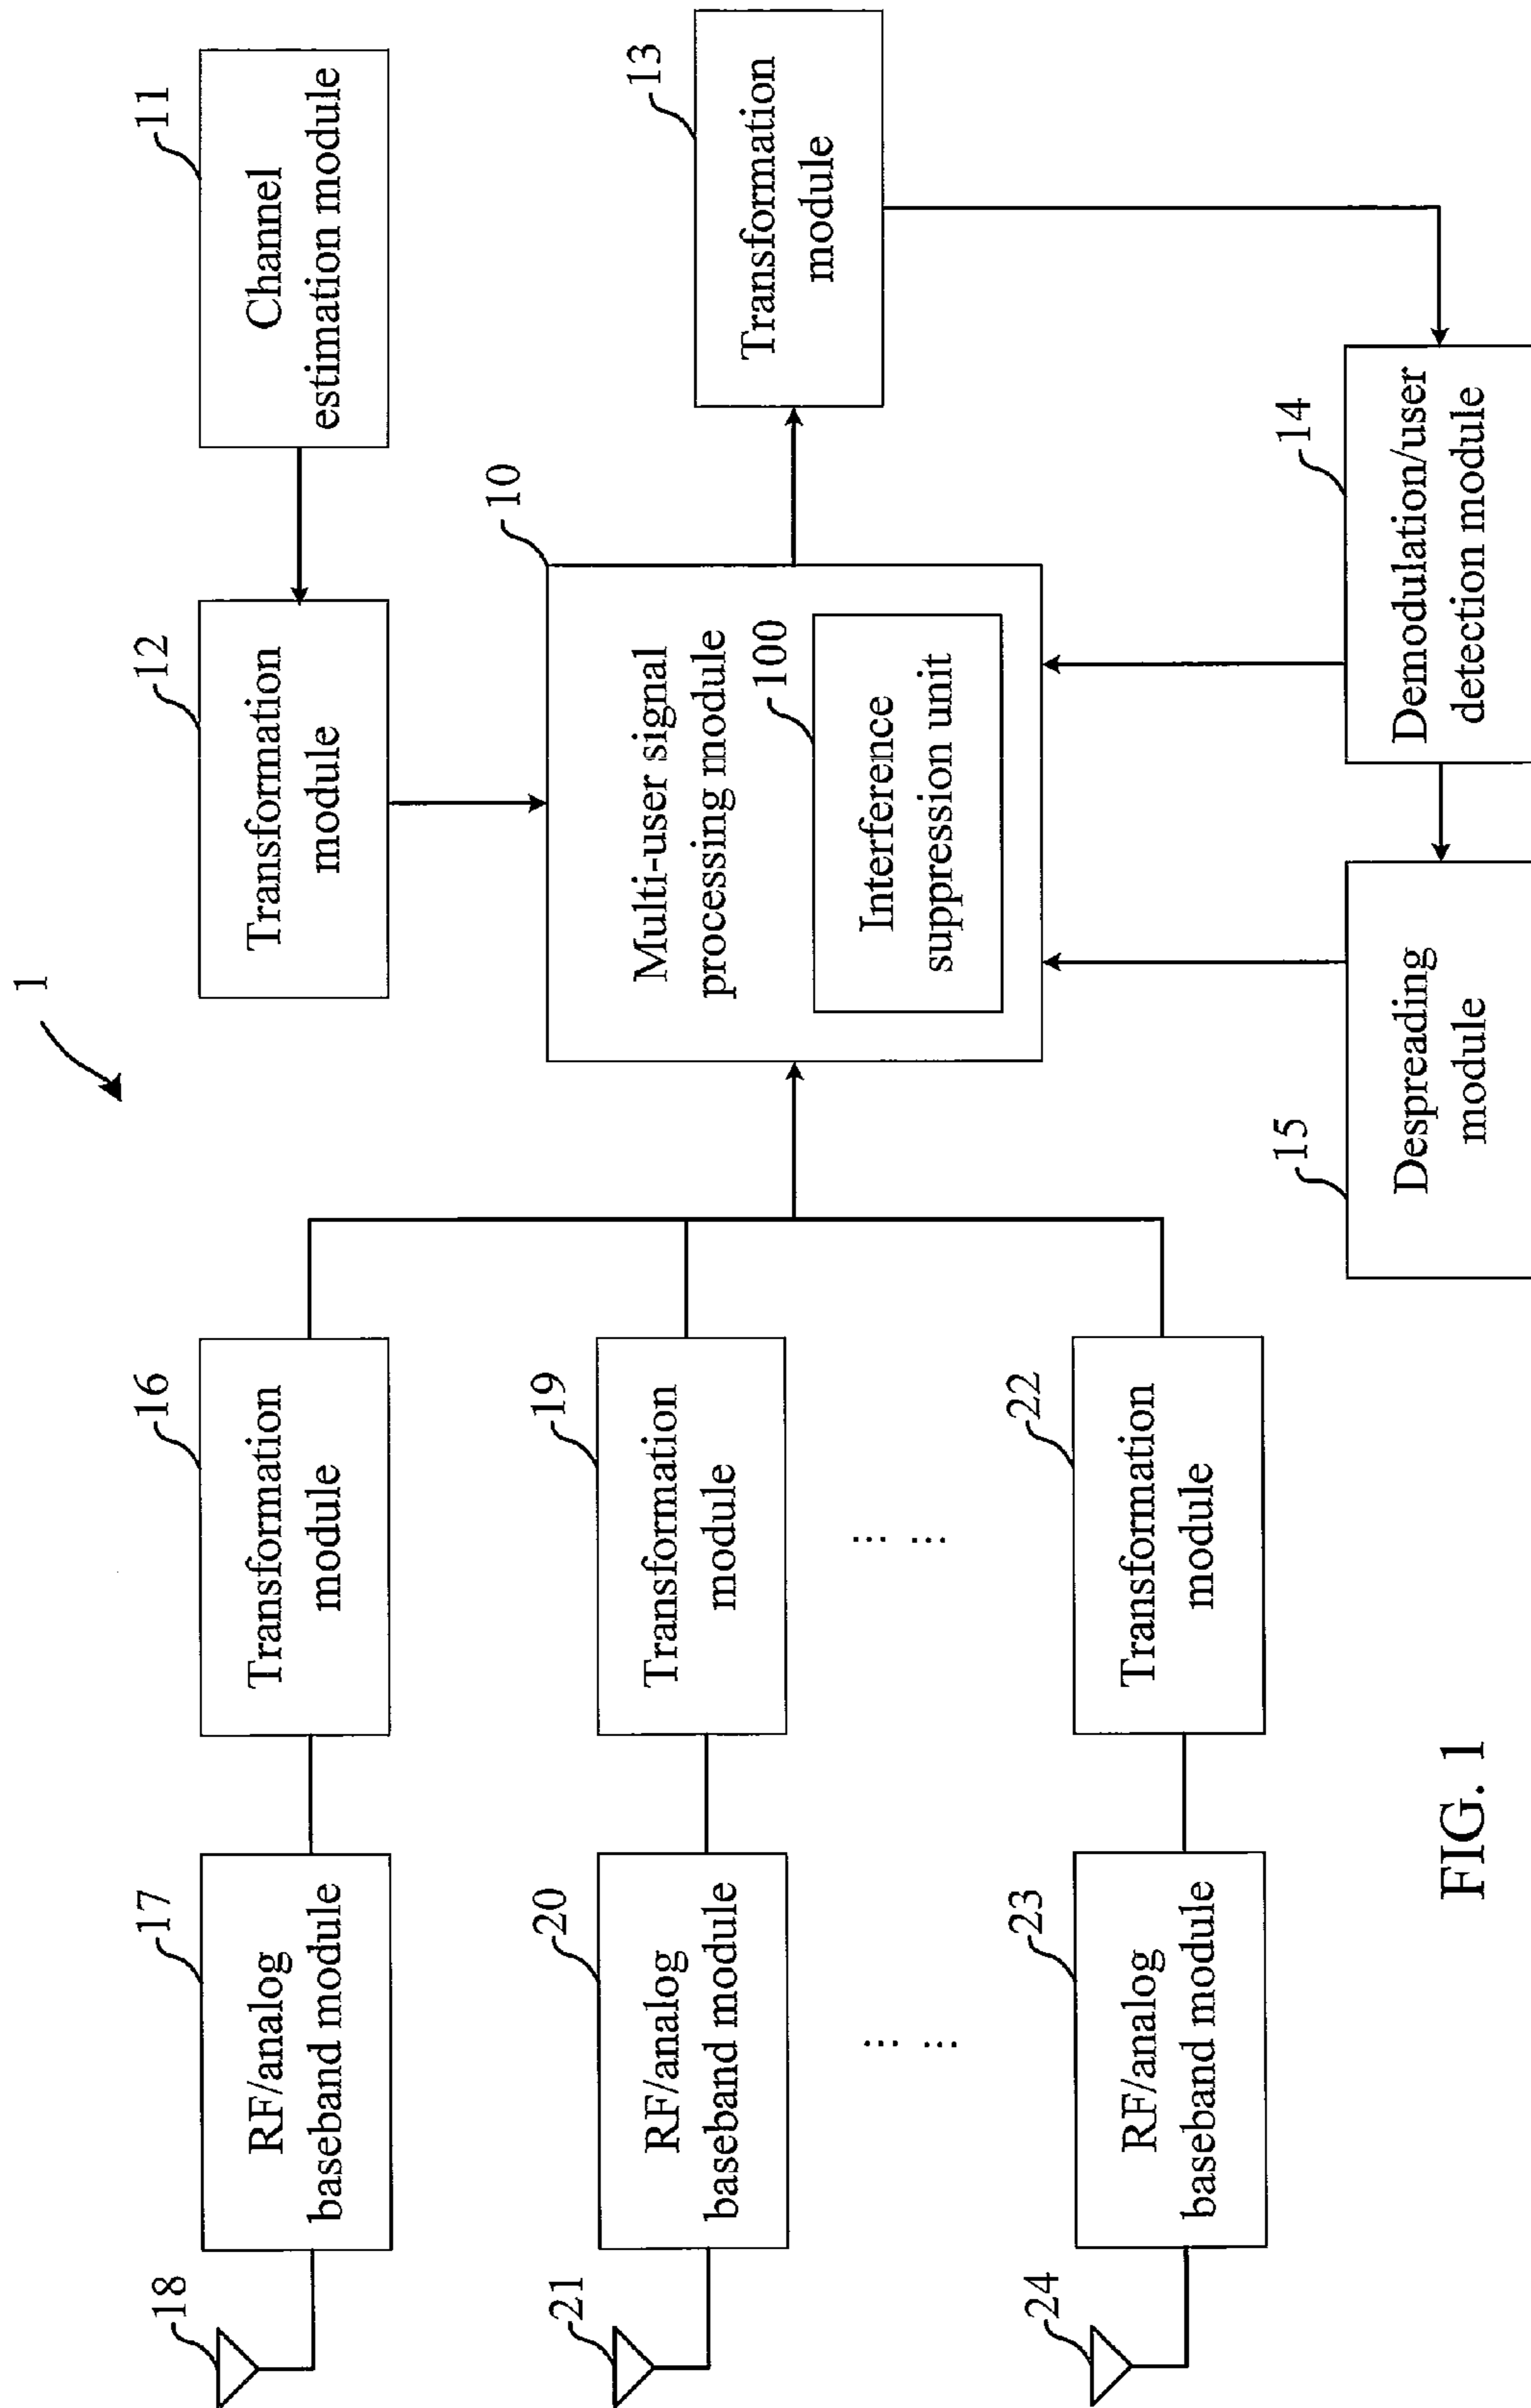 1
18
17
RF/analog
baseband module
16
Transformation
module
12
Transformation
module
11
Channel
estimation module
21
20
RF/analog
baseband module
19
Transformation
module
10
Multi-user signal
processing module
100
Interference
suppression unit
13
Transformation
module
... ...
... ...
24
23
RF/analog
baseband module
22
Transformation
module
15
Despreading
module
14
Demodulation/user
detection module
FIG. 1